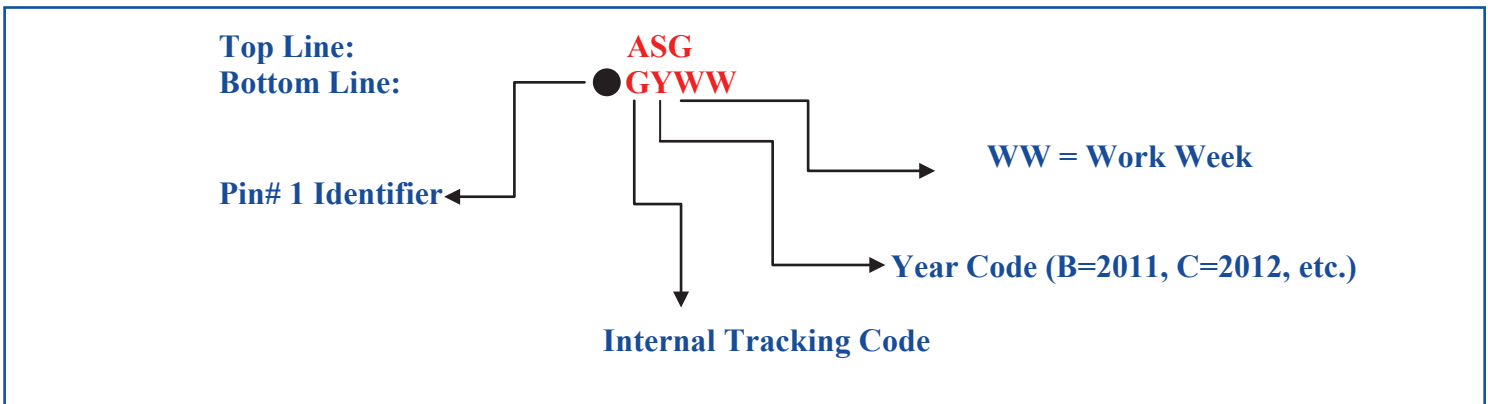 Top Line: ASG
Bottom Line: GYWW
WW = Work Week
Pin# 1 Identifier
Year Code (B=2011, C=2012, etc.)
Internal Tracking Code